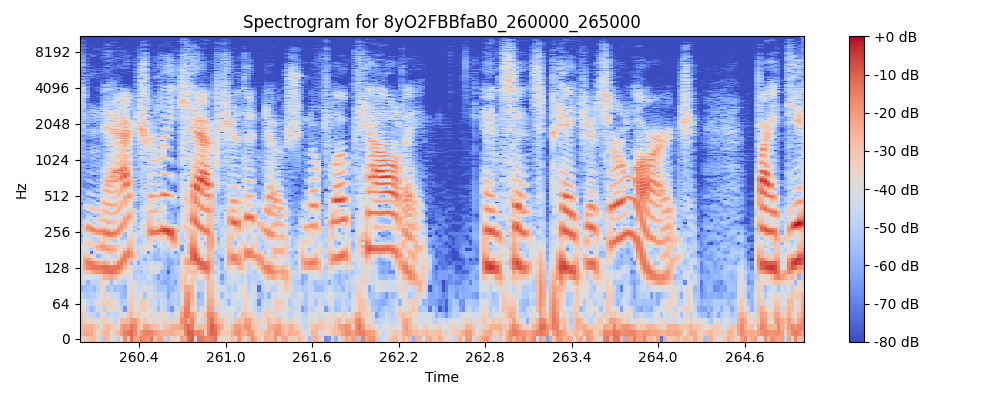 Spectrogram for 8yO2FBBfaB0_260000_265000
8192
4096
2048
1024
512
256
128
64
0
Hz
260.4 261.0 261.6 262.2 262.8 263.4 264.0 264.6
Time
+0 dB
-10 dB
-20 dB
-30 dB
-40 dB
-50 dB
-60 dB
-70 dB
-80 dB